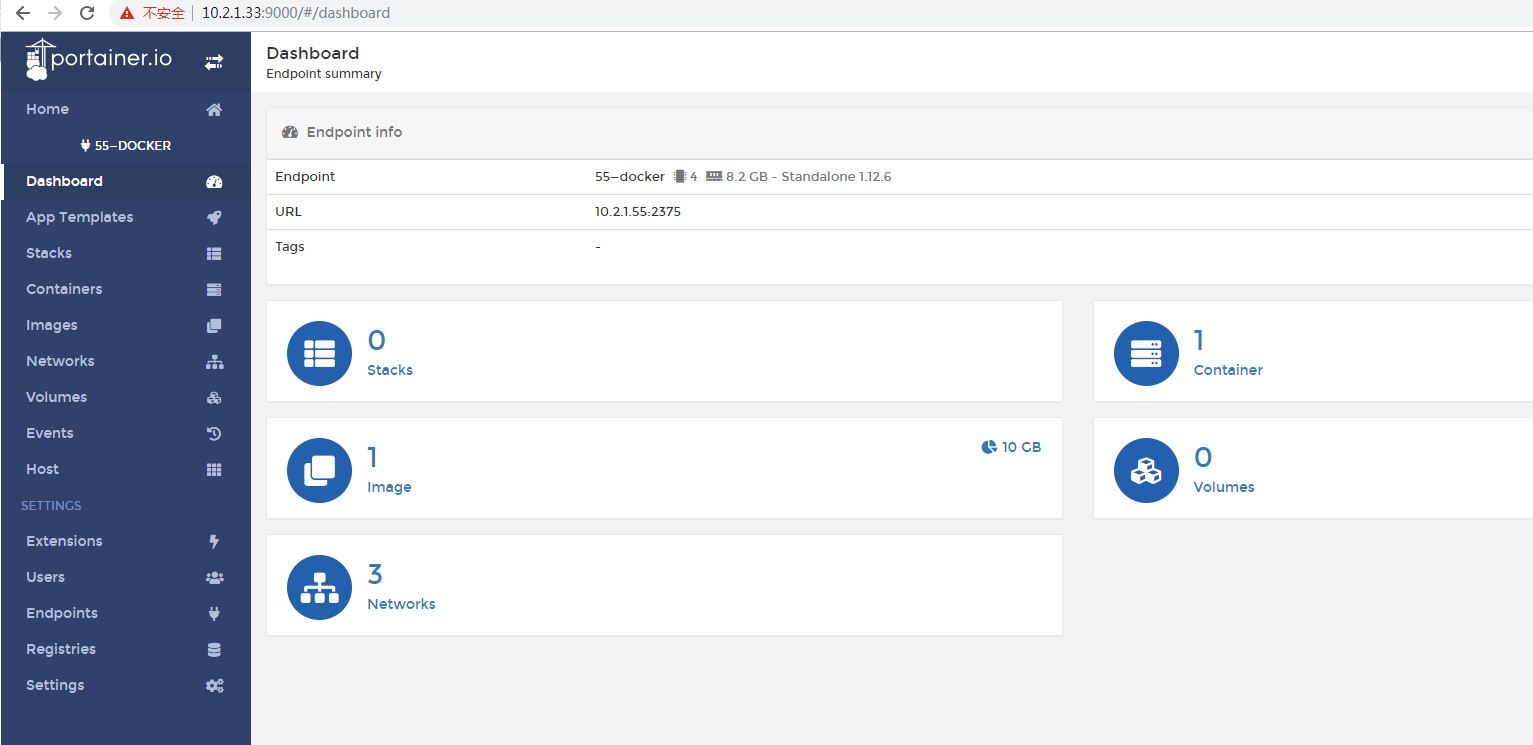 不安全 10.2.1.33:9000/#/dashboard
portainer.io
Home
55-DOCKER
Dashboard
App Templates
Stacks
Containers
Images
Networks
Volumes
Events
Host
SETTINGS
Extensions
Users
Endpoints
Registries
Settings
Dashboard
Endpoint summary
Endpoint info
Endpoint 55-docker 4 8.2 GB - Standalone 1.12.6
URL 10.2.1.55:2375
Tags -
0
Stacks
1
Container
1
Image
10 GB
0
Volumes
3
Networks